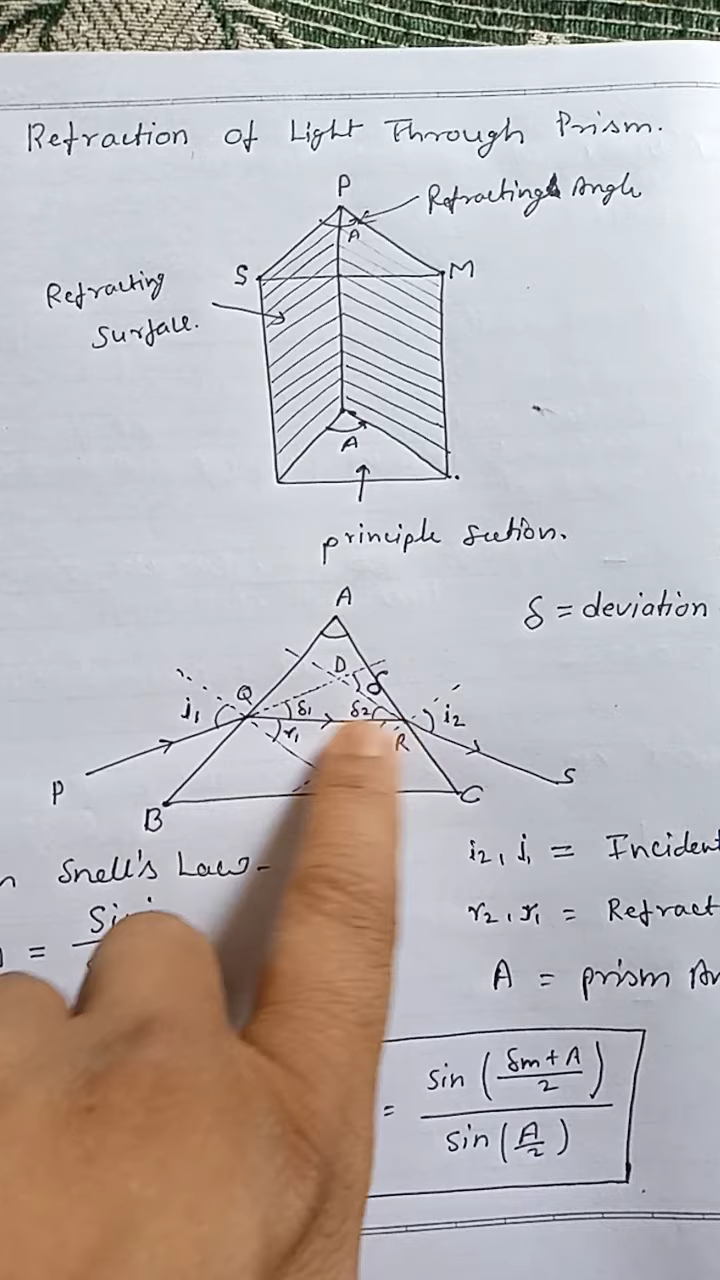 Refraction of Light Through Prism.
P
Refracting Angle
A
S
M
Refracting
Surface.
A
principle section.
A
δ = deviation
D
δ
Q
i1
δ1
δ2
i2
r1
R
P
S
B
C
Snell's Law-
i2, i1 = Incident
r2, r1 = Refract
=
A = prism
= sin (δm + A / 2) / sin (A / 2)